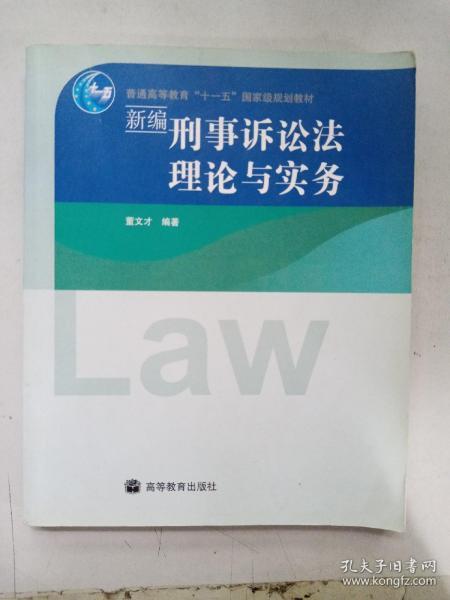 十一五
普通高等教育“十一五”国家级规划教材
新编
刑事诉讼法
理论与实务
董文才 编著
Law
高等教育出版社
孔夫子旧书网
www.kongfz.com